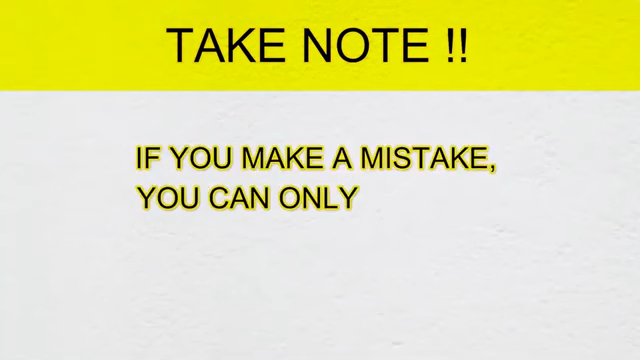 TAKE NOTE !!
IF YOU MAKE A MISTAKE,
YOU CAN ONLY